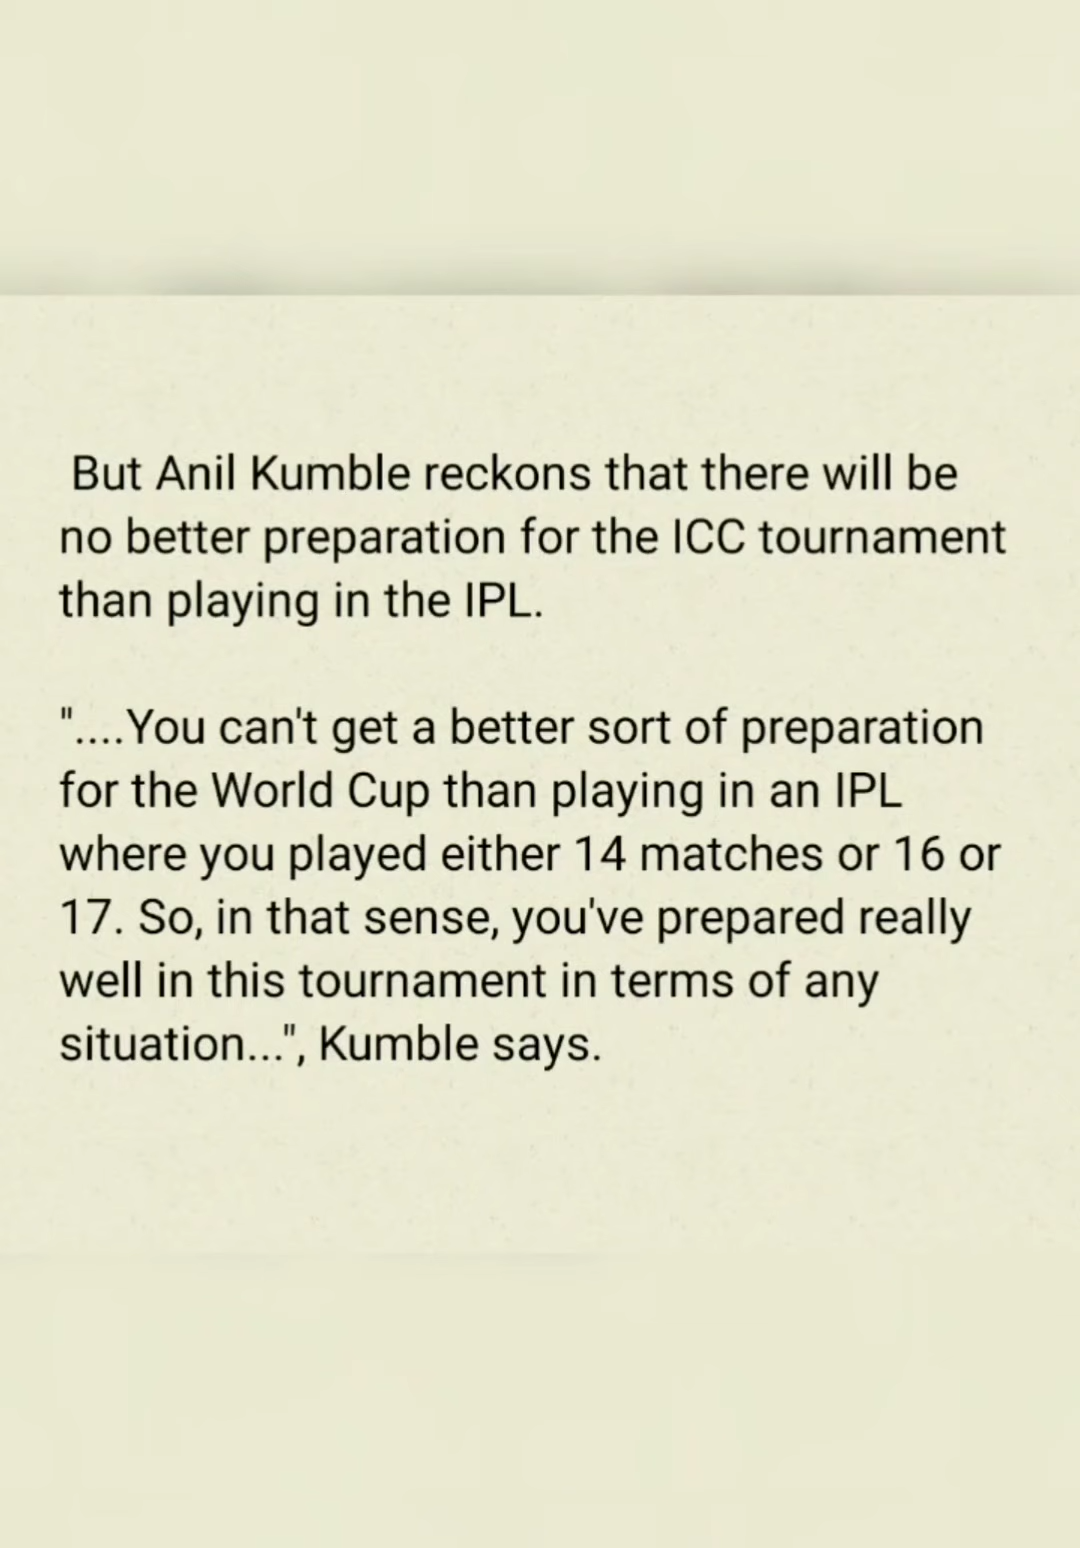 But Anil Kumble reckons that there will be
no better preparation for the ICC tournament
than playing in the IPL.
"....You can't get a better sort of preparation
for the World Cup than playing in an IPL
where you played either 14 matches or 16 or
17. So, in that sense, you've prepared really
well in this tournament in terms of any
situation...", Kumble says.